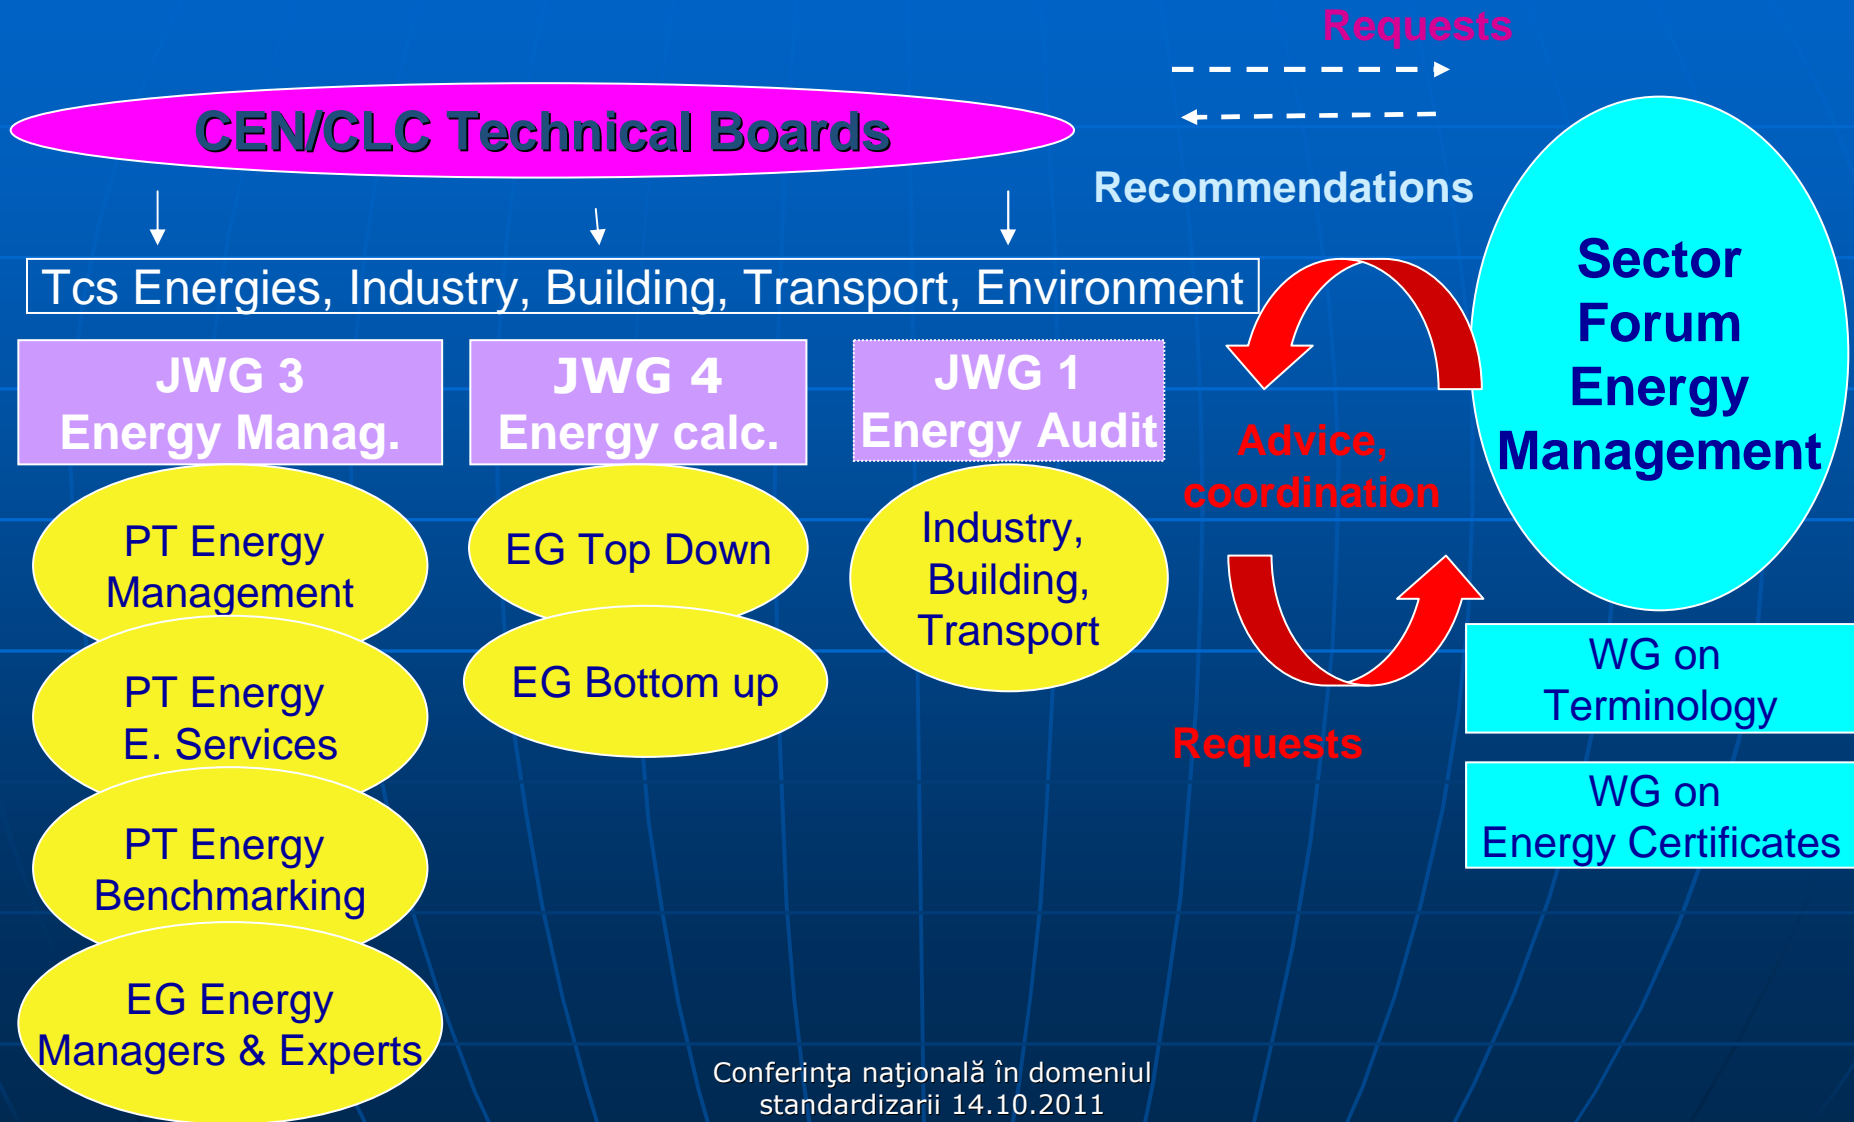 Requests
CEN/CLC Technical Boards
Recommendations
Tcs Energies, Industry, Building, Transport, Environment
Sector
Forum
Energy
Management
JWG 3
Energy Manag.
JWG 4
Energy calc.
JWG 1
Energy Audit
Advice,
coordination
PT Energy
Management
EG Top Down
Industry,
Building,
Transport
PT Energy
E. Services
EG Bottom up
Requests
WG on
Terminology
WG on
Energy Certificates
PT Energy
Benchmarking
EG Energy
Managers & Experts
Conferinţa naţională în domeniul
standardizarii 14.10.2011